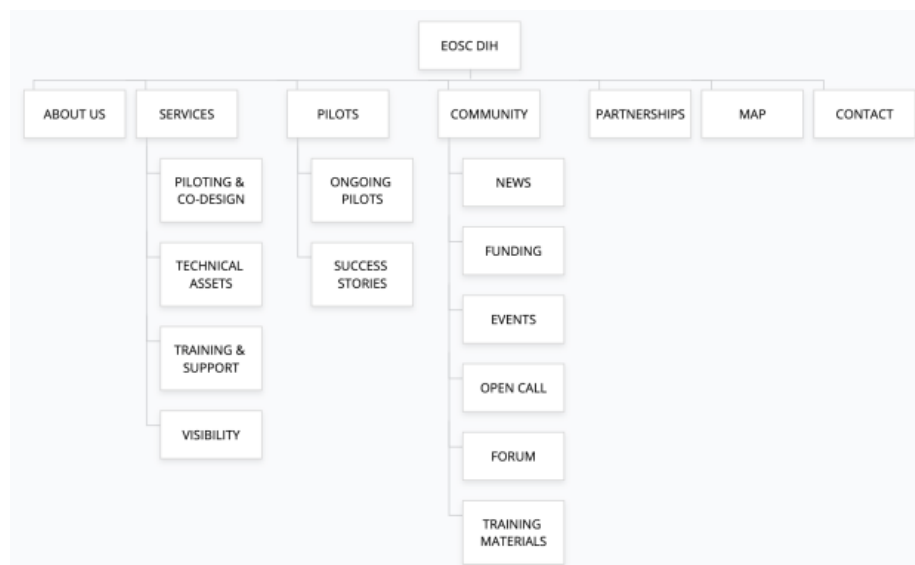 EOSC DIH
ABOUT US
SERVICES
PILOTS
COMMUNITY
PARTNERSHIPS
MAP
CONTACT
PILOTING &
CO-DESIGN
TECHNICAL
ASSETS
TRAINING &
SUPPORT
VISIBILITY
ONGOING
PILOTS
SUCCESS
STORIES
NEWS
FUNDING
EVENTS
OPEN CALL
FORUM
TRAINING
MATERIALS